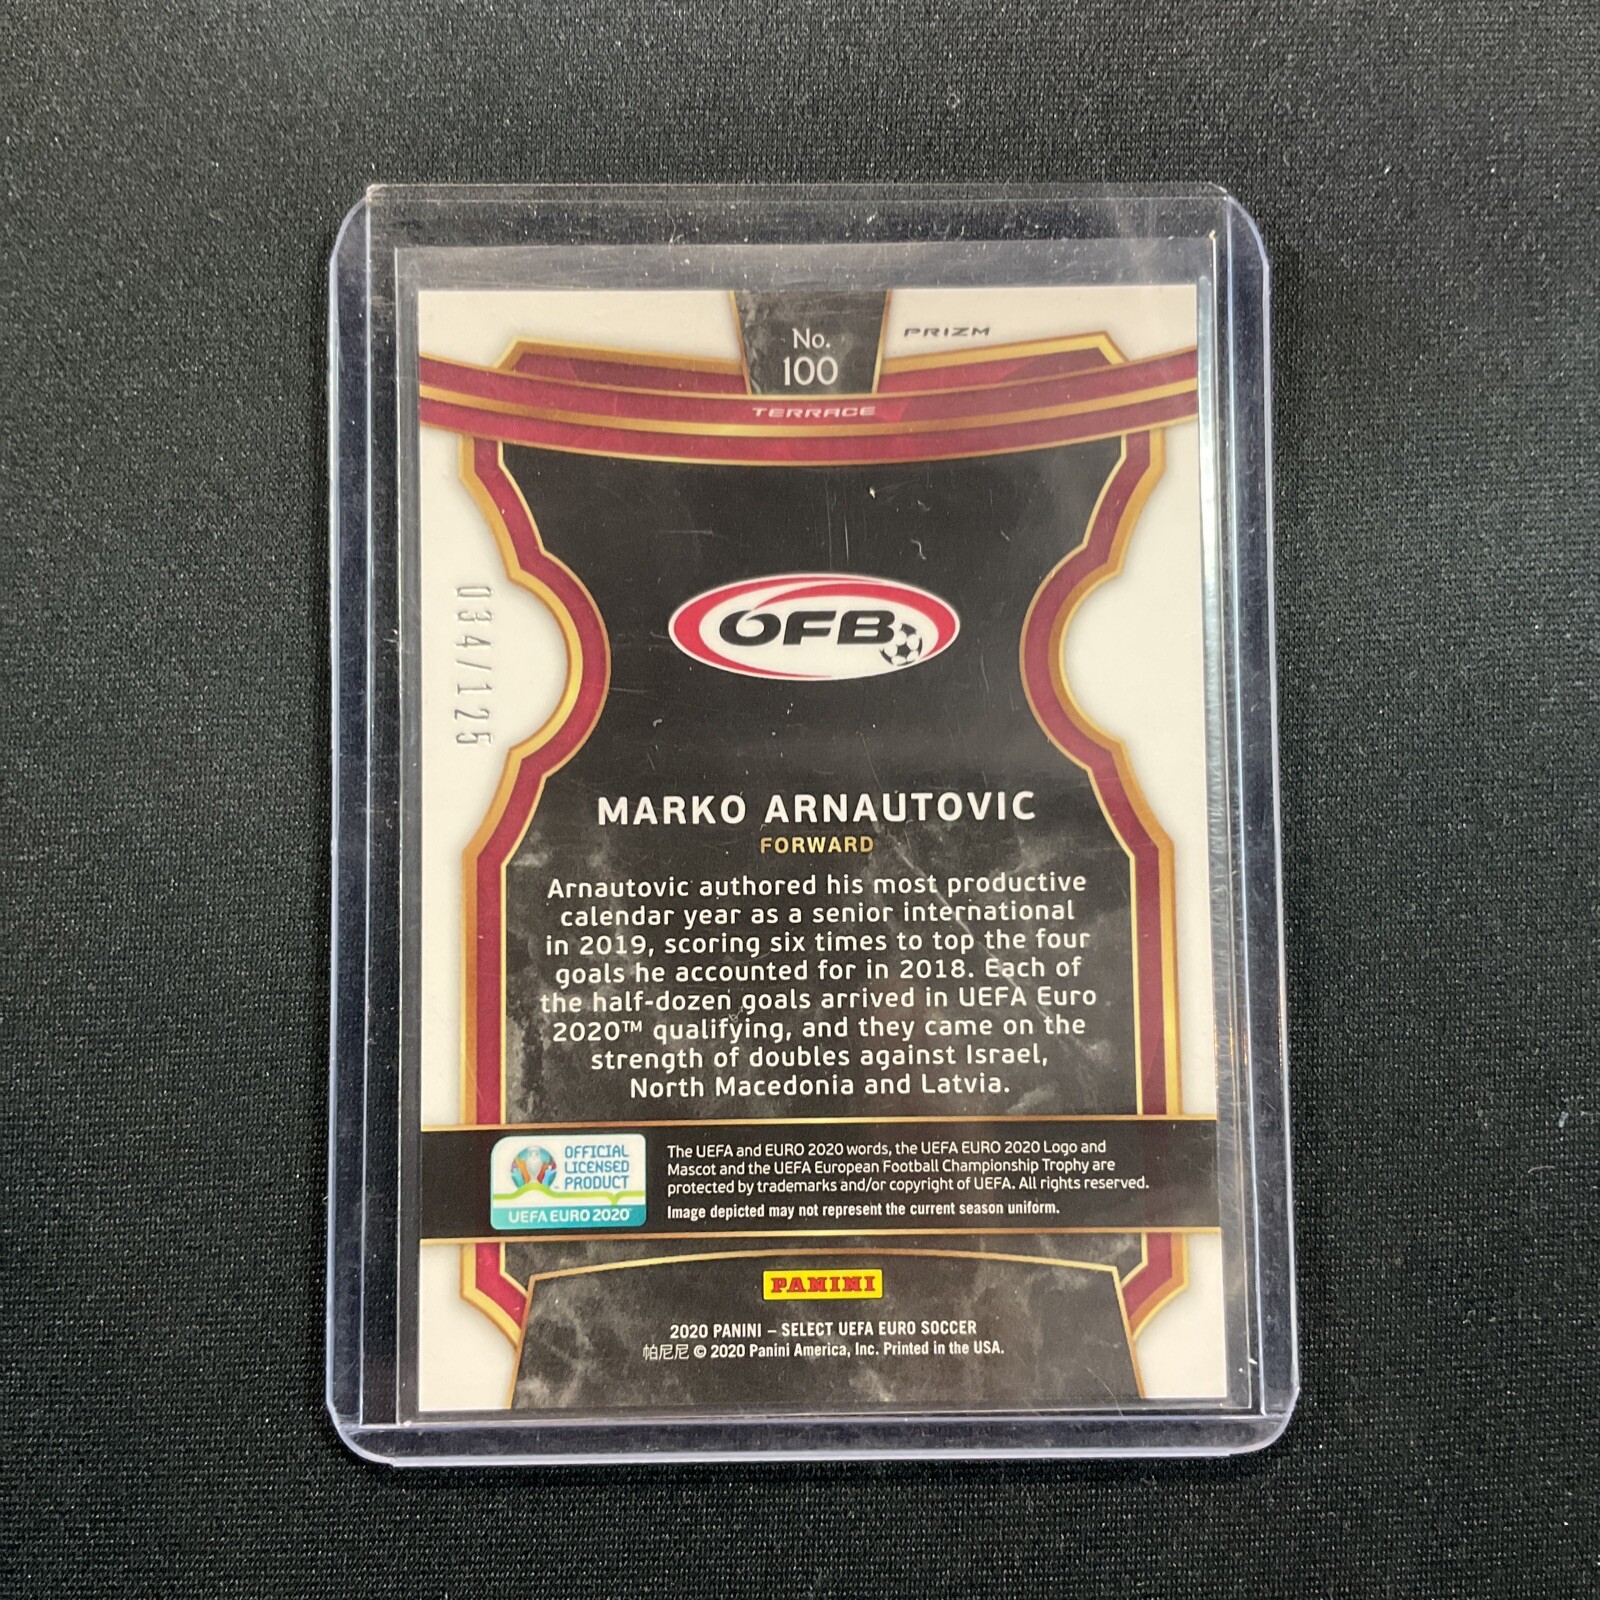 No.
100
PRIZM
TERRACE
ÖFB
034/125
MARKO ARNAUTOVIC
FORWARD
Arnautovic authored his most productive
calendar year as a senior international
in 2019, scoring six times to top the four
goals he accounted for in 2018. Each of
the half-dozen goals arrived in UEFA Euro
2020™ qualifying, and they came on the
strength of doubles against Israel,
North Macedonia and Latvia.
OFFICIAL
LICENSED
PRODUCT
UEFA EURO 2020
The UEFA and EURO 2020 words, the UEFA EURO 2020 Logo and
Mascot and the UEFA European Football Championship Trophy are
protected by trademarks and/or copyright of UEFA. All rights reserved.
Image depicted may not represent the current season uniform.
PANINI
2020 PANINI – SELECT UEFA EURO SOCCER
帕尼尼 © 2020 Panini America, Inc. Printed in the USA.